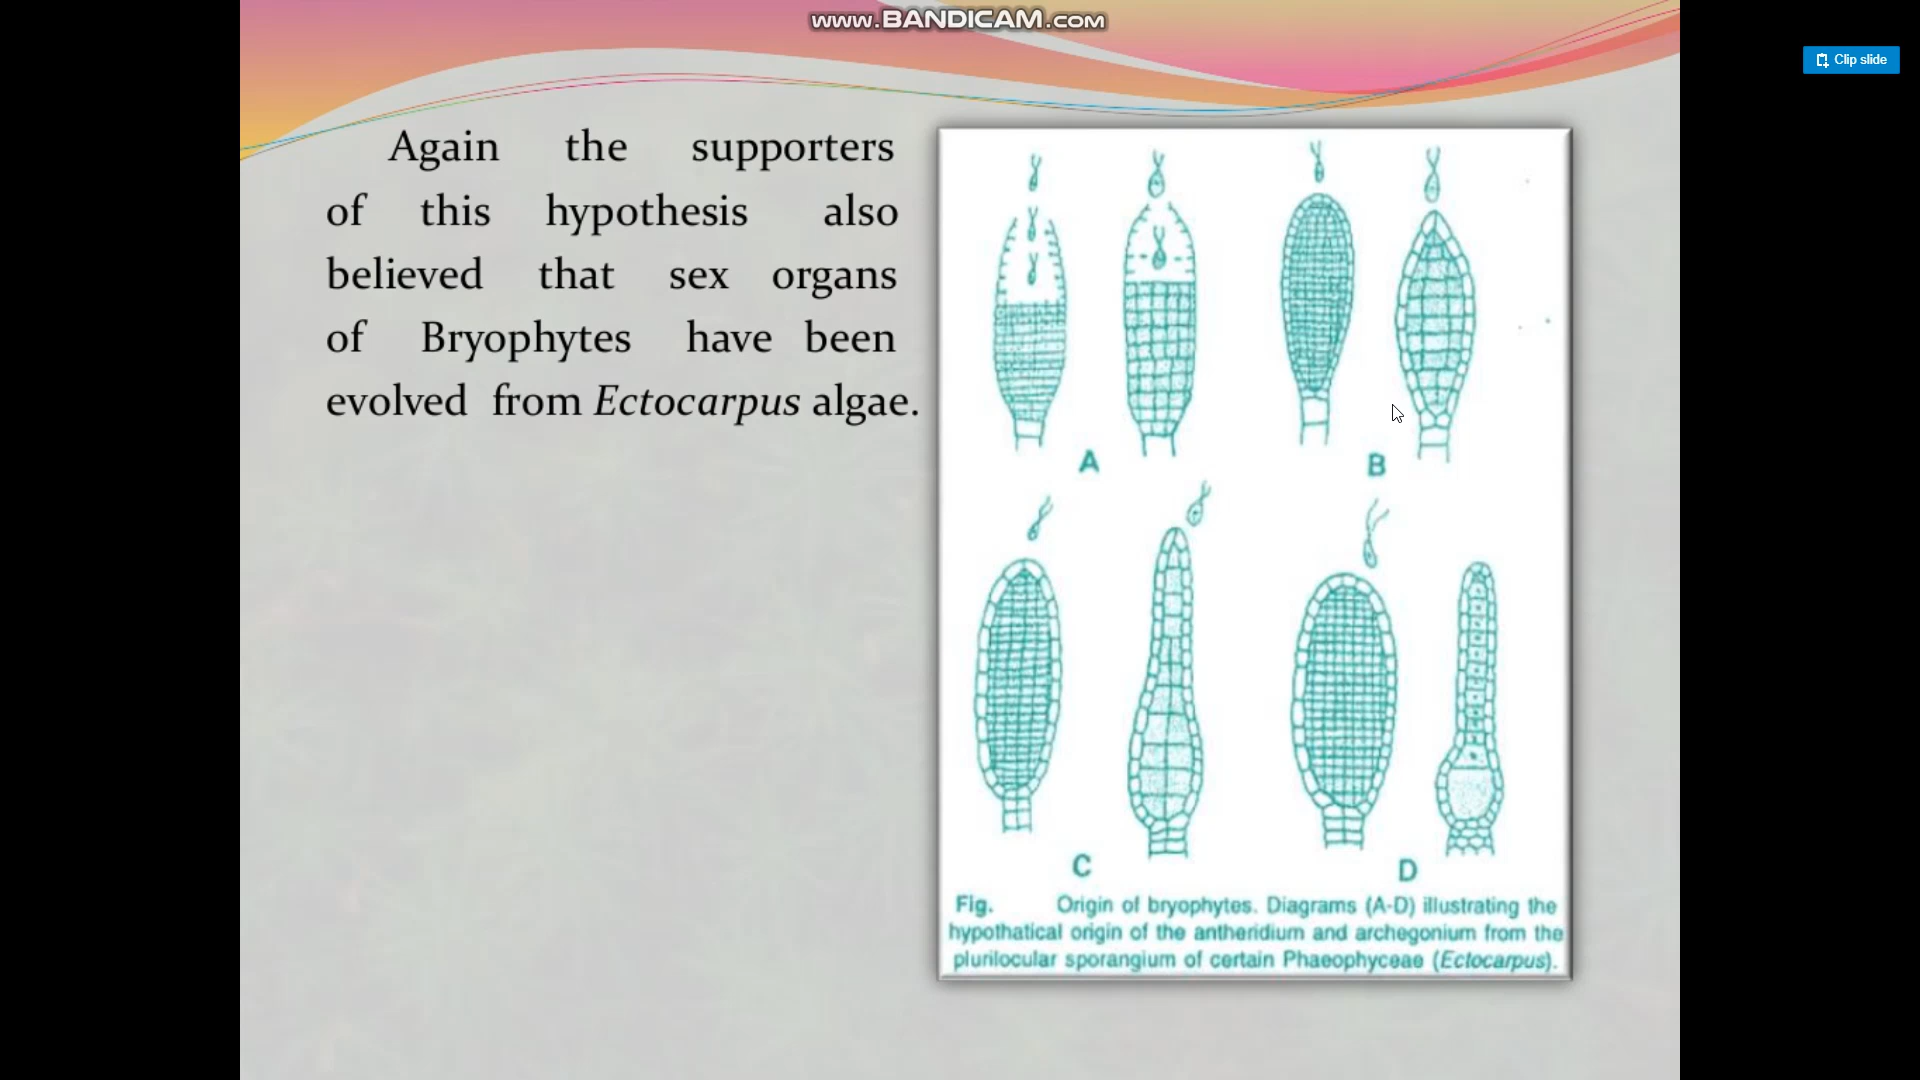 www.BANDICAM.com
Clip slide
Again the supporters
of this hypothesis also
believed that sex organs
of Bryophytes have been
evolved from Ectocarpus algae.
A
B
C
D
Fig. Origin of bryophytes. Diagrams (A-D) illustrating the
hypothatical origin of the antheridium and archegonium from the
plurilocular sporangium of certain Phaeophyceae (Ectocarpus).